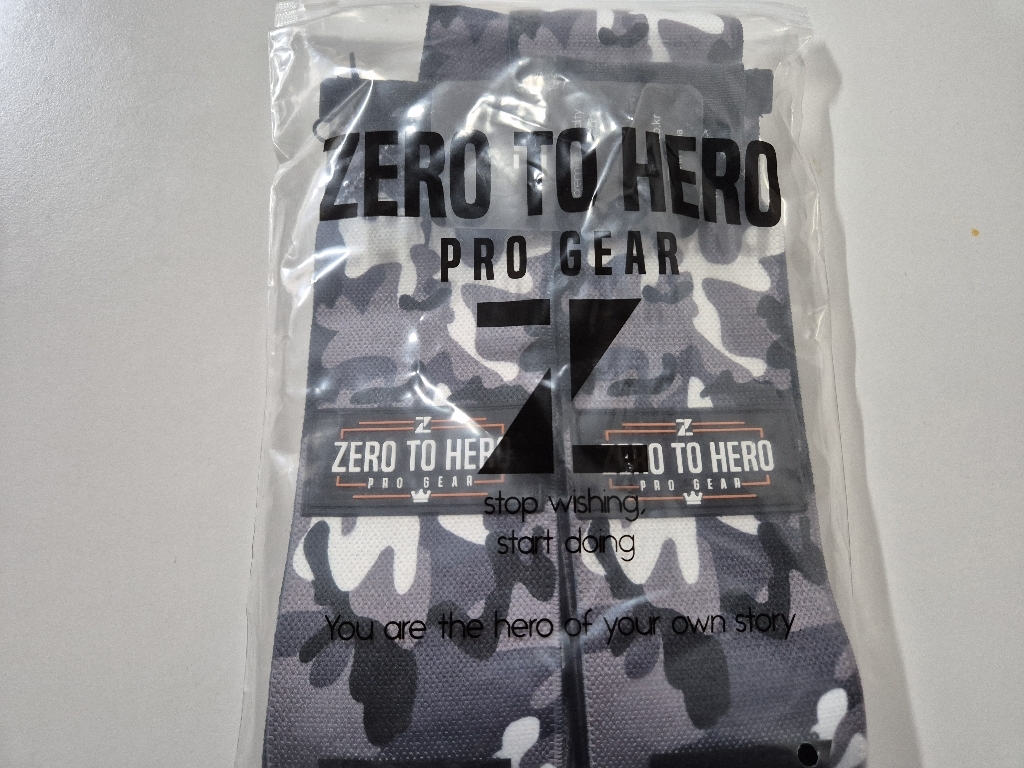 ZERO TO HERO
PRO GEAR
Z
Z
ZERO TO HERO
PRO GEAR
Z
ZERO TO HERO
PRO GEAR
stop wishing,
start doing
You are the hero of your own story